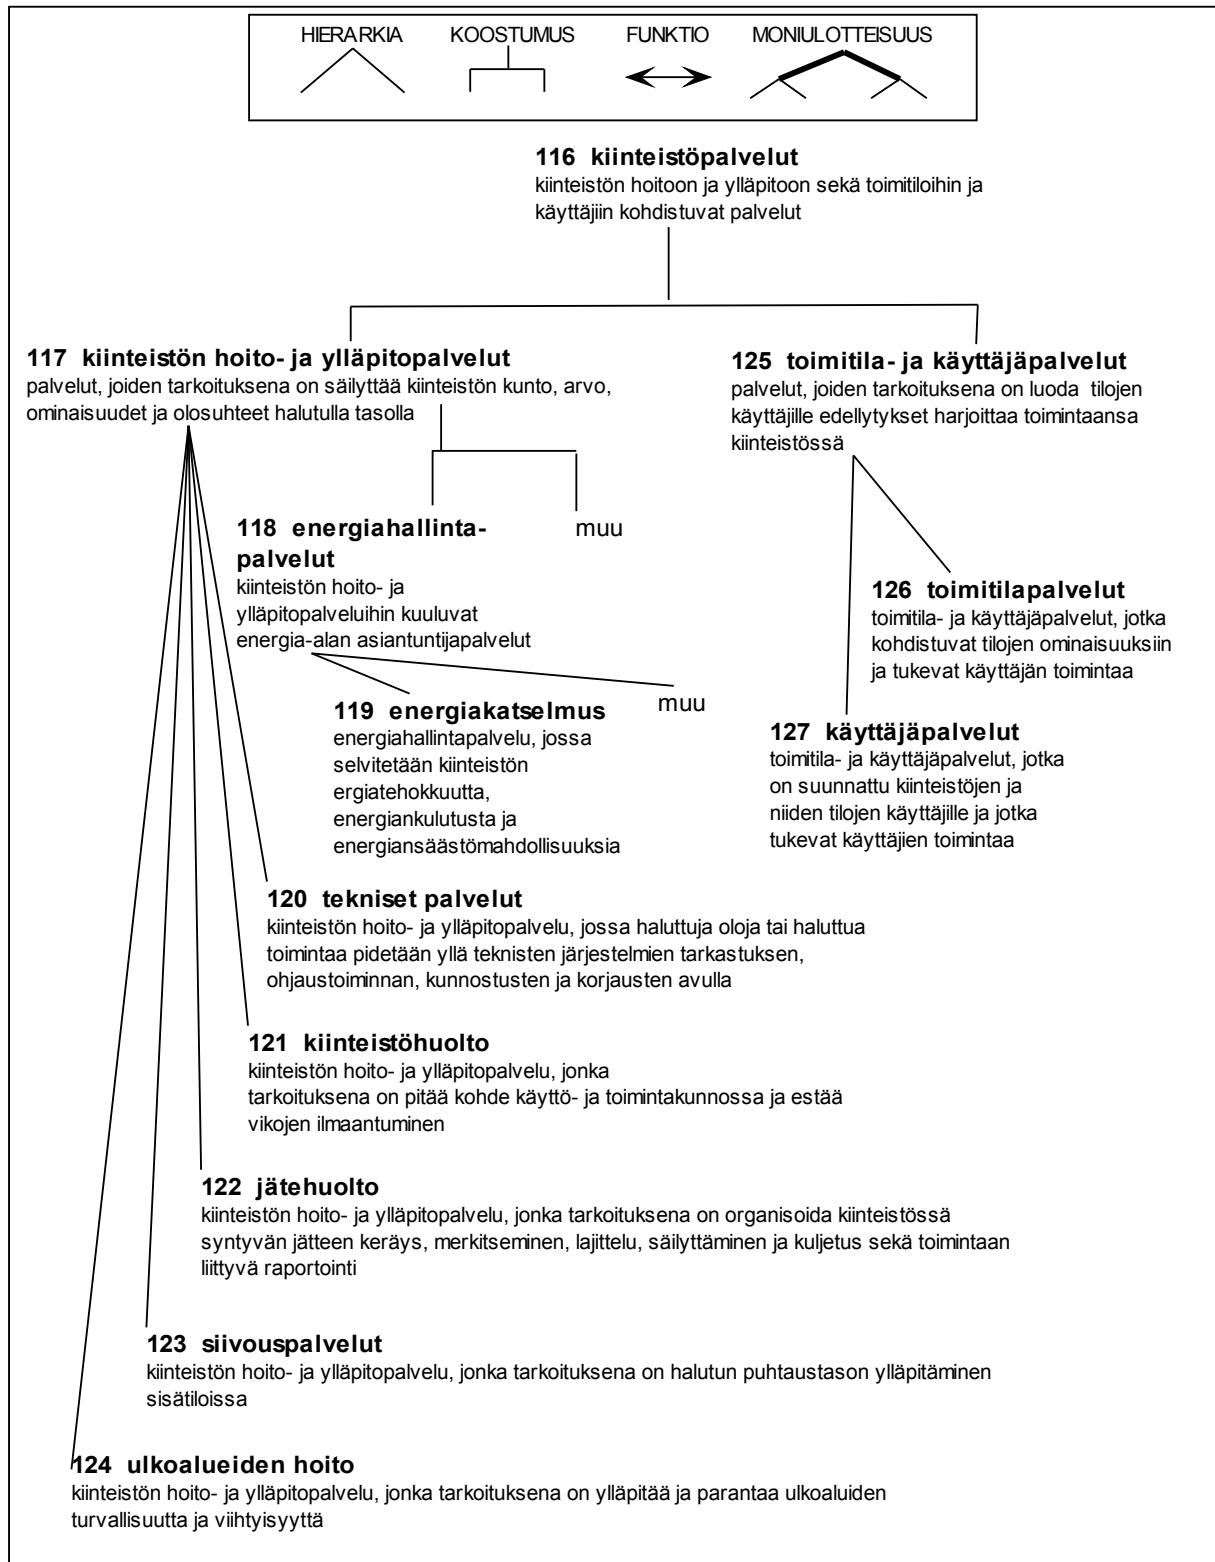 HIERARKIA KOOSTUMUS FUNKTIO MONIULOTTEISUUS
116 kiinteistöpalvelut
kiinteistön hoitoon ja ylläpitoon sekä toimitiloihin ja
käyttäjiin kohdistuvat palvelut
117 kiinteistön hoito- ja ylläpitopalvelut
palvelut, joiden tarkoituksena on säilyttää kiinteistön kunto, arvo,
ominaisuudet ja olosuhteet halutulla tasolla
125 toimitila- ja käyttäjäpalvelut
palvelut, joiden tarkoituksena on luoda tilojen
käyttäjille edellytykset harjoittaa toimintaansa
kiinteistössä
118 energiahallinta-
palvelut
kiinteistön hoito- ja
ylläpitopalveluihin kuuluvat
energia-alan asiantuntijapalvelut
muu
126 toimitilapalvelut
toimitila- ja käyttäjäpalvelut, jotka
kohdistuvat tilojen ominaisuuksiin
ja tukevat käyttäjän toimintaa
119 energiakatselmus
energiahallintapalvelu, jossa
selvitetään kiinteistön
ergiatehokkuutta,
energiankulutusta ja
energiansäästömahdollisuuksia
muu
127 käyttäjäpalvelut
toimitila- ja käyttäjäpalvelut, jotka
on suunnattu kiinteistöjen ja
niiden tilojen käyttäjille ja jotka
tukevat käyttäjien toimintaa
120 tekniset palvelut
kiinteistön hoito- ja ylläpitopalvelu, jossa haluttuja oloja tai haluttua
toimintaa pidetään yllä teknisten järjestelmien tarkastuksen,
ohjaustoiminnan, kunnostusten ja korjausten avulla
121 kiinteistöhuolto
kiinteistön hoito- ja ylläpitopalvelu, jonka
tarkoituksena on pitää kohde käyttö- ja toimintakunnossa ja estää
vikojen ilmaantuminen
122 jätehuolto
kiinteistön hoito- ja ylläpitopalvelu, jonka tarkoituksena on organisoida kiinteistössä
syntyvän jätteen keräys, merkitseminen, lajittelu, säilyttäminen ja kuljetus sekä toimintaan
liittyvä raportointi
123 siivouspalvelut
kiinteistön hoito- ja ylläpitopalvelu, jonka tarkoituksena on halutun puhtaustason ylläpitäminen
sisätiloissa
124 ulkoalueiden hoito
kiinteistön hoito- ja ylläpitopalvelu, jonka tarkoituksena on ylläpitää ja parantaa ulkoaluiden
turvallisuutta ja viihtyisyyttä